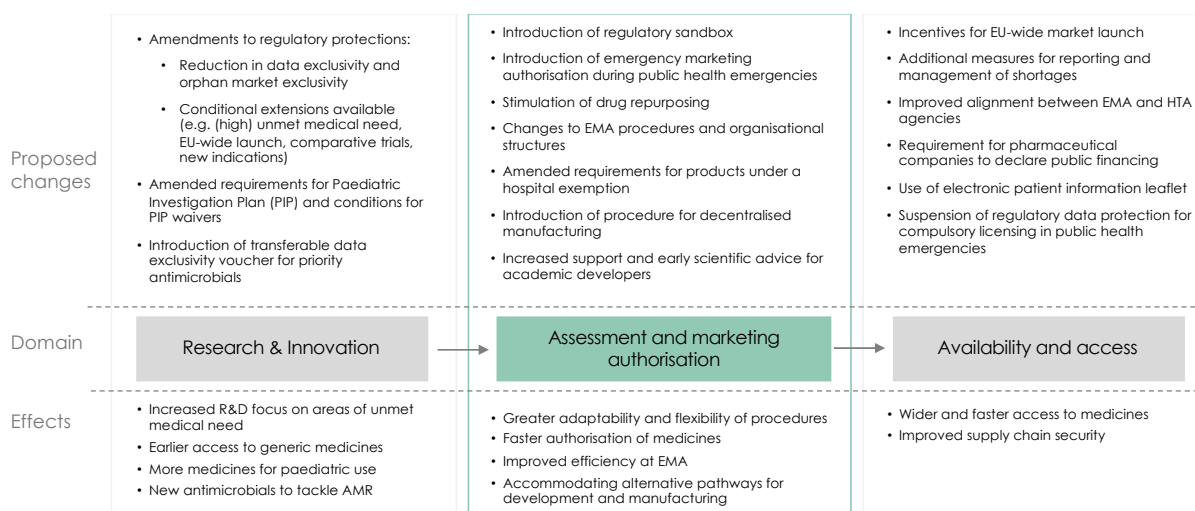 Proposed
changes
• Amendments to regulatory protections:
• Reduction in data exclusivity and
orphan market exclusivity
• Conditional extensions available
(e.g. (high) unmet medical need,
EU-wide launch, comparative trials,
new indications)
• Amended requirements for Paediatric
Investigation Plan (PIP) and conditions for
PIP waivers
• Introduction of transferable data
exclusivity voucher for priority
antimicrobials
• Introduction of regulatory sandbox
• Introduction of emergency marketing
authorisation during public health emergencies
• Stimulation of drug repurposing
• Changes to EMA procedures and organisational
structures
• Amended requirements for products under a
hospital exemption
• Introduction of procedure for decentralised
manufacturing
• Increased support and early scientific advice for
academic developers
• Incentives for EU-wide market launch
• Additional measures for reporting and
management of shortages
• Improved alignment between EMA and HTA
agencies
• Requirement for pharmaceutical
companies to declare public financing
• Use of electronic patient information leaflet
• Suspension of regulatory data protection for
compulsory licensing in public health
emergencies
Domain
Research & Innovation
Assessment and marketing
authorisation
Availability and access
Effects
• Increased R&D focus on areas of unmet
medical need
• Earlier access to generic medicines
• More medicines for paediatric use
• New antimicrobials to tackle AMR
• Greater adaptability and flexibility of procedures
• Faster authorisation of medicines
• Improved efficiency at EMA
• Accommodating alternative pathways for
development and manufacturing
• Wider and faster access to medicines
• Improved supply chain security